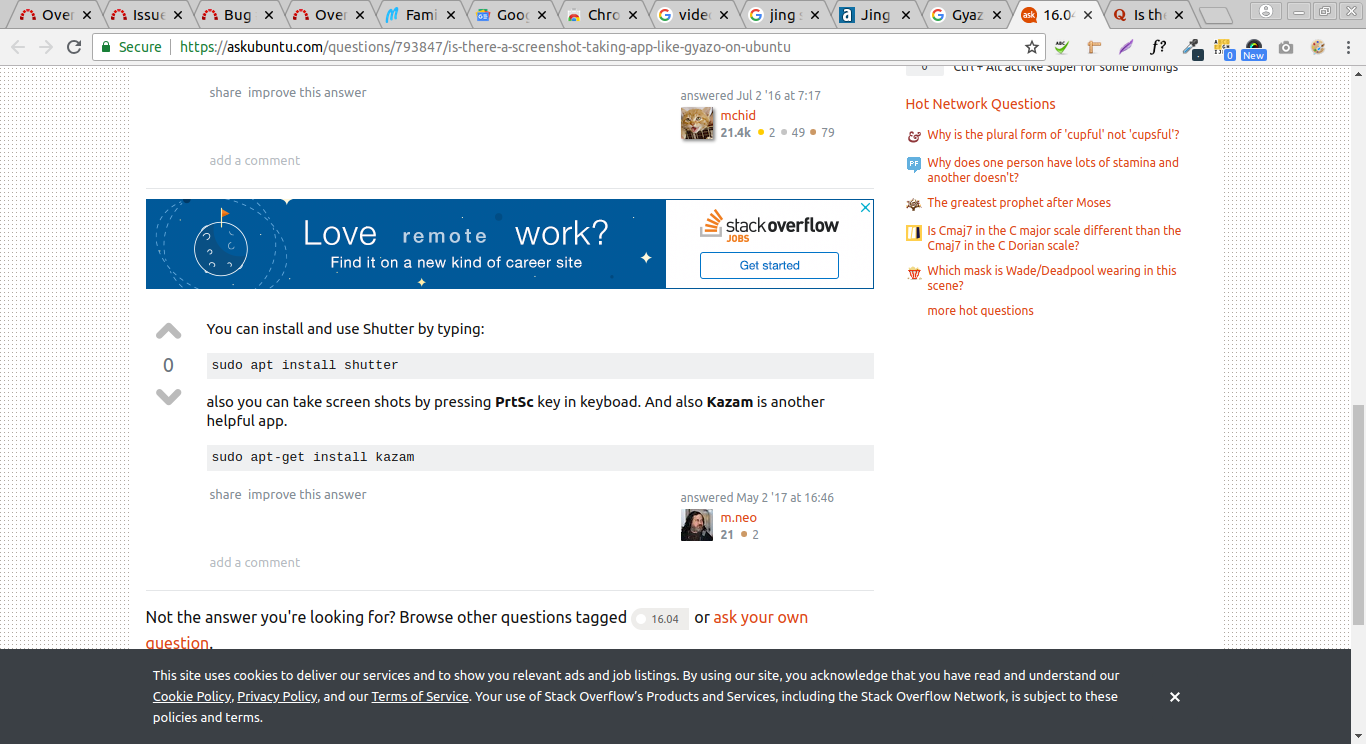 Over
Issue
Bug
Over
Fami
Goog
Chro
video
jing s
Jing
Gyaz
ask 16.04
Q Is the
Secure https://askubuntu.com/questions/793847/is-there-a-screenshot-taking-app-like-gyazo-on-ubuntu
ABC
f?
0
New
0 Ctrl + Alt act like Super for some bindings
share improve this answer
answered Jul 2 '16 at 7:17
mchid
21.4k 2 49 79
add a comment
Love remote work?
Find it on a new kind of career site
stackoverflow
JOBS
Get started
You can install and use Shutter by typing:
0
sudo apt install shutter
also you can take screen shots by pressing PrtSc key in keyboad. And also Kazam is another
helpful app.
sudo apt-get install kazam
share improve this answer
answered May 2 '17 at 16:46
m.neo
21 2
add a comment
Not the answer you're looking for? Browse other questions tagged 16.04 or ask your own
question.
Hot Network Questions
Why is the plural form of 'cupful' not 'cupsful'?
PF Why does one person have lots of stamina and
another doesn't?
The greatest prophet after Moses
Is Cmaj7 in the C major scale different than the
Cmaj7 in the C Dorian scale?
Which mask is Wade/Deadpool wearing in this
scene?
more hot questions
This site uses cookies to deliver our services and to show you relevant ads and job listings. By using our site, you acknowledge that you have read and understand our
Cookie Policy, Privacy Policy, and our Terms of Service. Your use of Stack Overflow’s Products and Services, including the Stack Overflow Network, is subject to these
policies and terms.